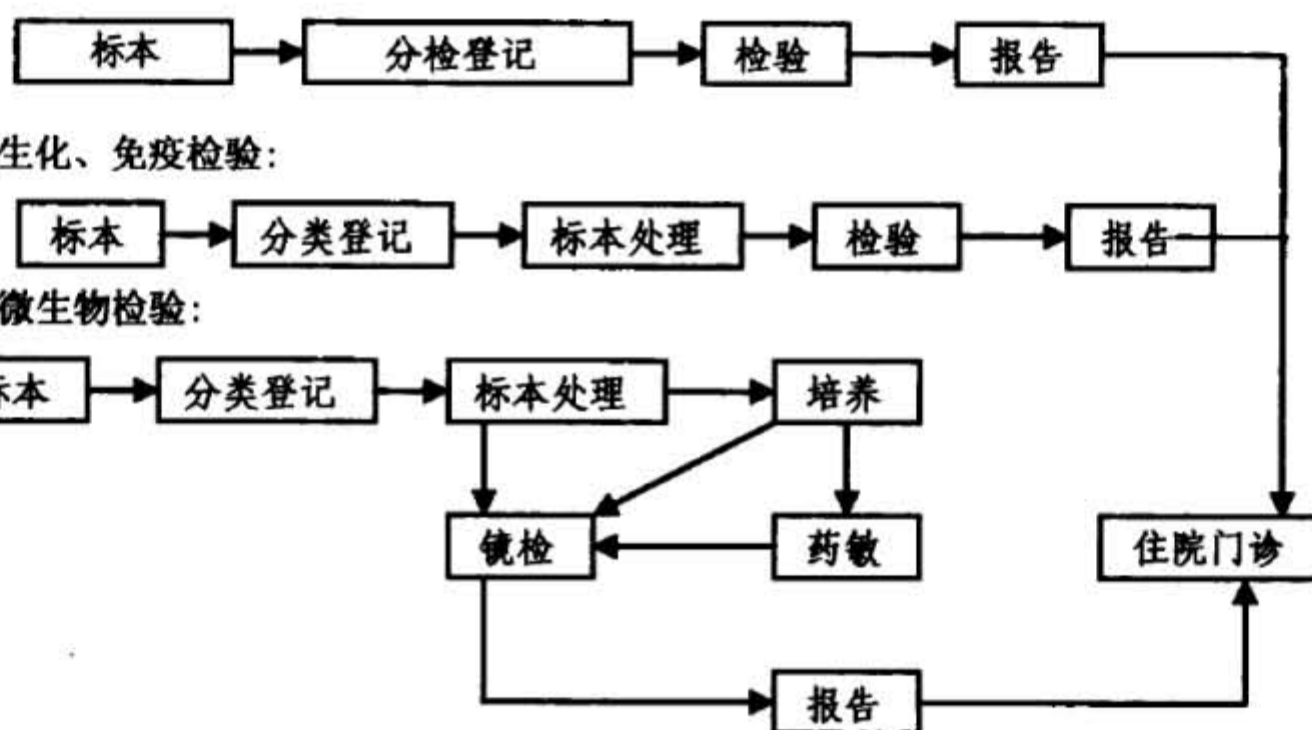 标本 分检登记 检验 报告
生化、免疫检验:
标本 分类登记 标本处理 检验 报告
微生物检验:
标本 分类登记 标本处理 培养
镜检 药敏 住院门诊
报告